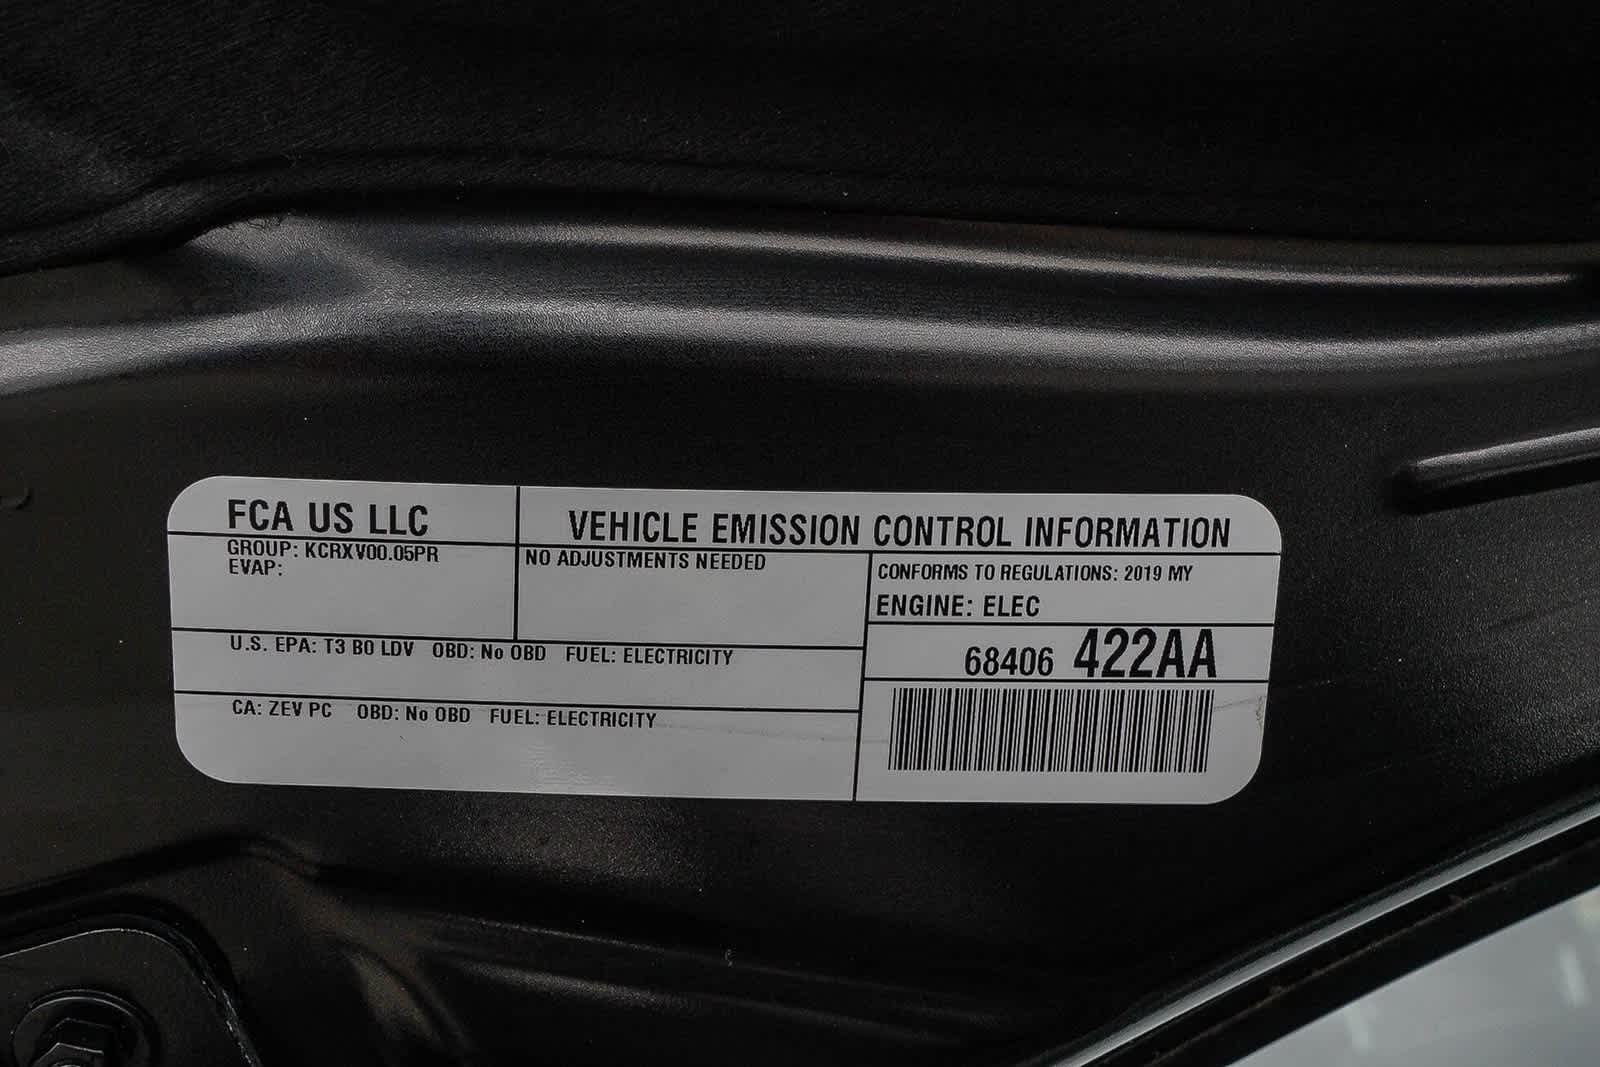 FCA US LLC
VEHICLE EMISSION CONTROL INFORMATION
GROUP: KCRXV00.05PR
EVAP:
NO ADJUSTMENTS NEEDED
CONFORMS TO REGULATIONS: 2019 MY
ENGINE: ELEC
U.S. EPA: T3 B0 LDV OBD: No OBD FUEL: ELECTRICITY
68406 422AA
CA: ZEV PC OBD: No OBD FUEL: ELECTRICITY